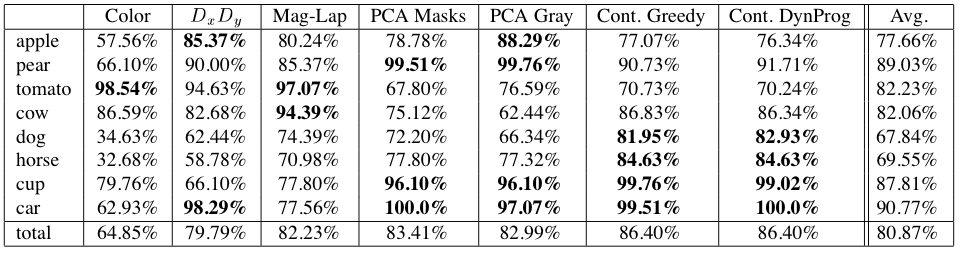 Color DxDy Mag-Lap PCA Masks PCA Gray Cont. Greedy Cont. DynProg Avg.
apple 57.56% 85.37% 80.24% 78.78% 88.29% 77.07% 76.34% 77.66%
pear 66.10% 90.00% 85.37% 99.51% 99.76% 90.73% 91.71% 89.03%
tomato 98.54% 94.63% 97.07% 67.80% 76.59% 70.73% 70.24% 82.23%
cow 86.59% 82.68% 94.39% 75.12% 62.44% 86.83% 86.34% 82.06%
dog 34.63% 62.44% 74.39% 72.20% 66.34% 81.95% 82.93% 67.84%
horse 32.68% 58.78% 70.98% 77.80% 77.32% 84.63% 84.63% 69.55%
cup 79.76% 66.10% 77.80% 96.10% 96.10% 99.76% 99.02% 87.81%
car 62.93% 98.29% 77.56% 100.0% 97.07% 99.51% 100.0% 90.77%
total 64.85% 79.79% 82.23% 83.41% 82.99% 86.40% 86.40% 80.87%